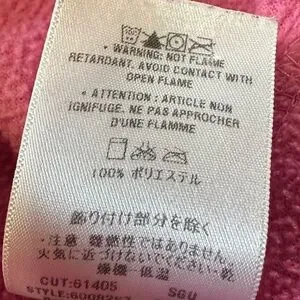 • WARNING: NOT FLAME
RETARDANT. AVOID CONTACT WITH
OPEN FLAME
• ATTENTION : ARTICLE NON
IGNIFUGE. NE PAS APPROCHER
D'UNE FLAMME
100% ポリエステル
飾り付け部分を除く
・注意 難燃性ではありません。
火気に近づけないでください。
燥機－低温
CUT:61405 SGU